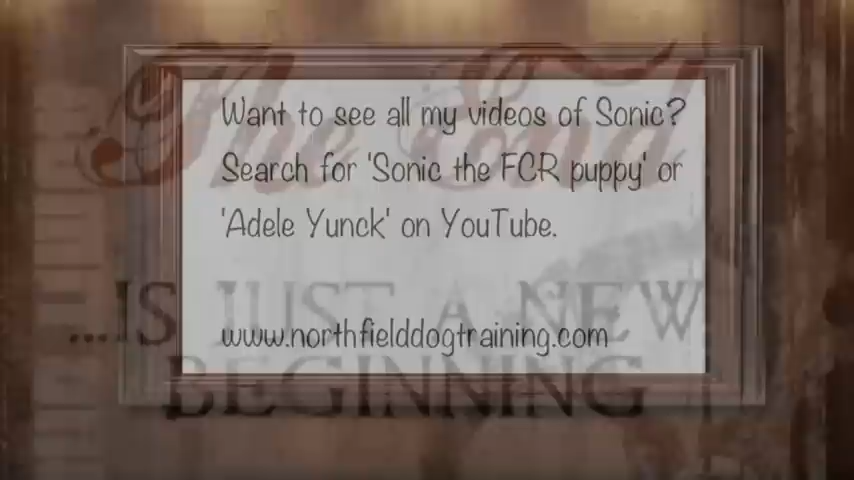 The End
Want to see all my videos of Sonic?
Search for 'Sonic the FCR puppy' or
'Adele Yunck' on YouTube.
...IS JUST A NEW
www.northfielddogtraining.com
BEGINNING